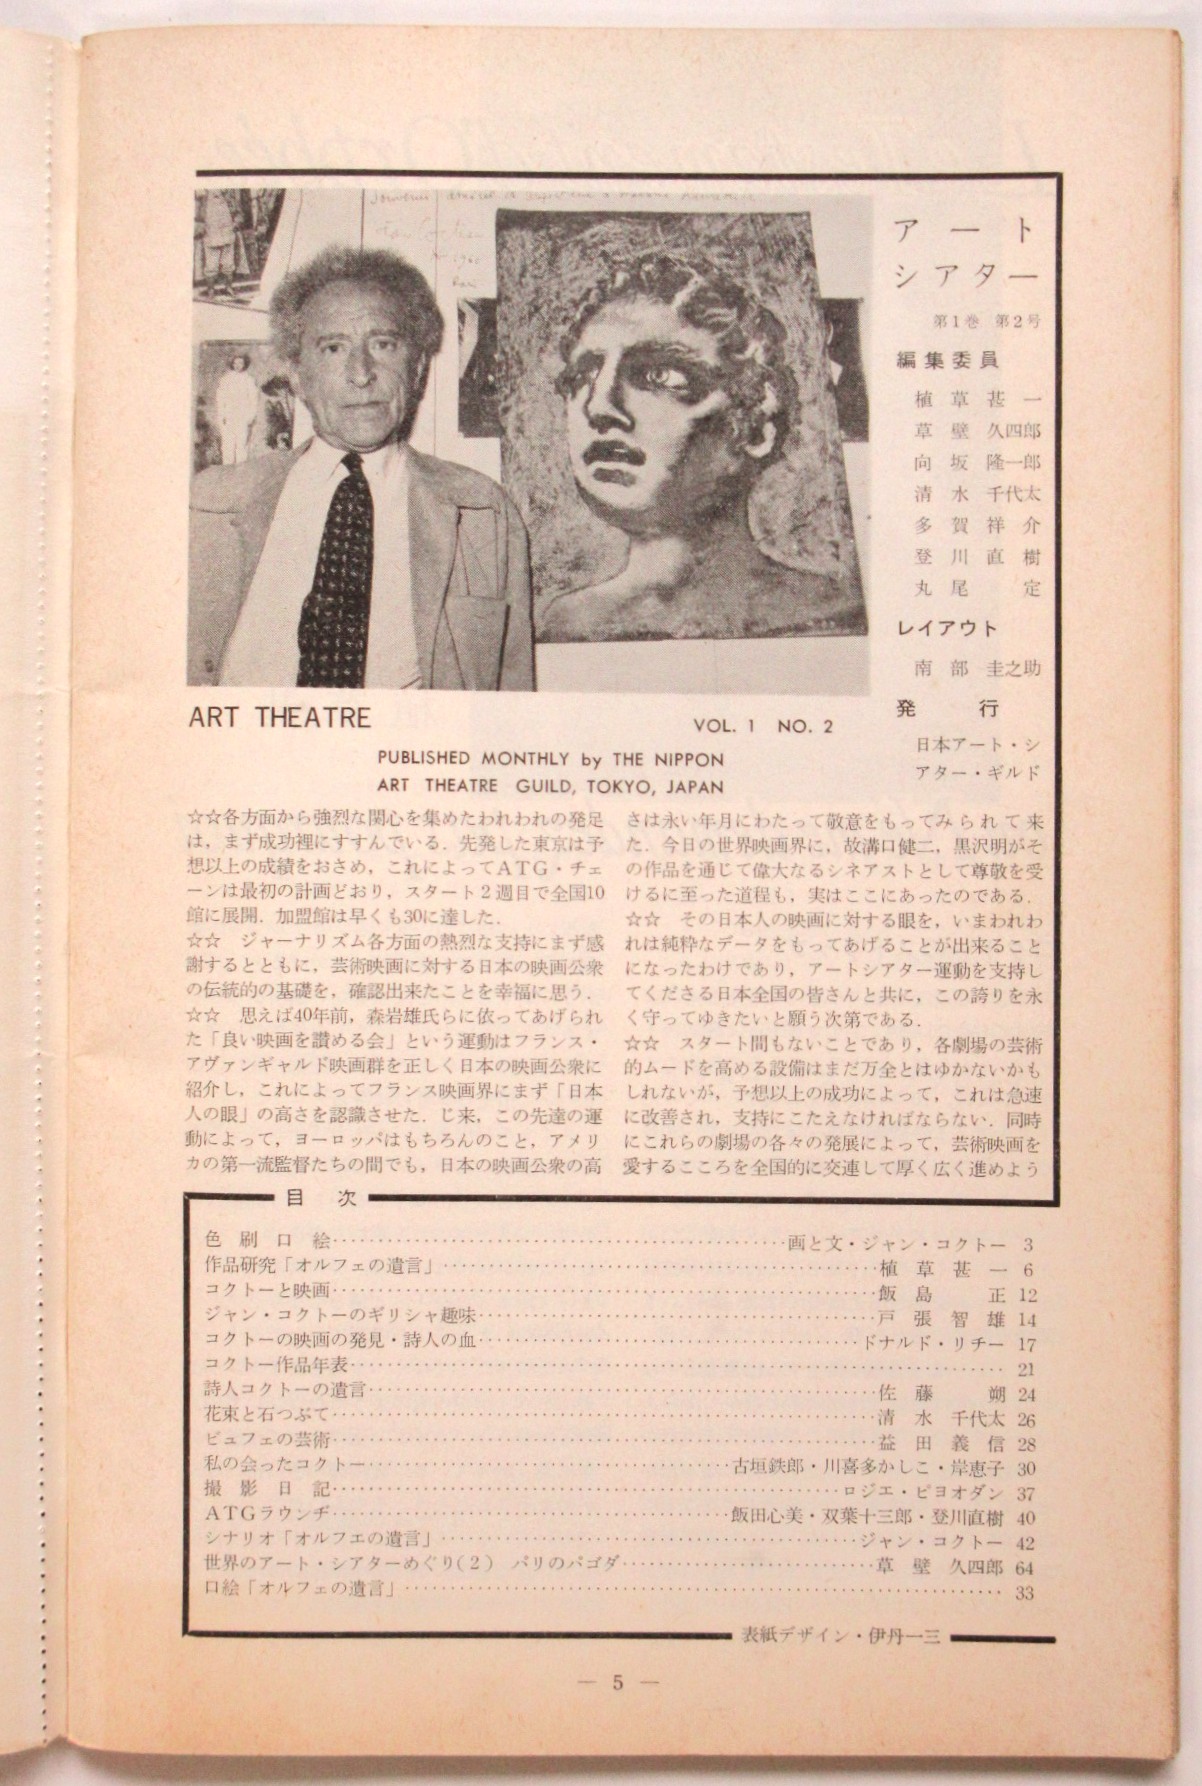 アート
シアター
第1巻 第2号
編集委員
植草甚一
草壁久四郎
向坂隆一郎
清水千代太
多賀祥介
登川直樹
丸尾定
レイアウト
南部圭之助
発行
日本アート・シ
アター・ギルド
ART THEATRE
VOL. 1 NO. 2
PUBLISHED MONTHLY by THE NIPPON
ART THEATRE GUILD, TOKYO, JAPAN
☆☆各方面から強烈な関心を集めたわれわれの発足
は，まず成功裡にすすんでいる．先発した東京は予
想以上の成績をおさめ，これによってATG・チェ
ーンは最初の計画どおり，スタート2週目で全国10
館に展開．加盟館は早くも30に達した．
☆☆ ジャーナリズム各方面の熱烈な支持にまず感
謝するとともに，芸術映画に対する日本の映画公衆
の伝統的の基礎を，確認出来たことを幸福に思う．
☆☆ 思えば40年前，森岩雄氏らに依ってあげられ
た「良い映画を讃める会」という運動はフランス・
アヴァンギャルド映画群を正しく日本の映画公衆に
紹介し，これによってフランス映画界にまず「日本
人の眼」の高さを認識させた．じ来，この先達の運
動によって，ヨーロッパはもちろんのこと，アメリ
カの第一流監督たちの間でも，日本の映画公衆の高
さは永い年月にわたって敬意をもってみられて来
た．今日の世界映画界に，故溝口健二，黒沢明がそ
の作品を通じて偉大なるシネアストとして尊敬を受
けるに至った道程も，実はここにあったのである．
☆☆ その日本人の映画に対する眼を，いまわれわ
れは純粋なデータをもってあげることが出来ること
になったわけであり，アートシアター運動を支持し
てくださる日本全国の皆さんと共に，この誇りを永
く守ってゆきたいと願う次第である．
☆☆ スタート間もないことであり，各劇場の芸術
的ムードを高める設備はまだ万全とはゆかないかも
しれないが，予想以上の成功によって，これは急速
に改善され，支持にこたえなければならない．同時
にこれらの劇場の各々の発展によって，芸術映画を
愛するこころを全国的に交連して厚く広く進めよう
目次
色刷口絵……画と文・ジャン・コクトー 3
作品研究「オルフェの遺言」……植草甚一 6
コクトーと映画……飯島正 12
ジャン・コクトーのギリシャ趣味……戸張智雄 14
コクトーの映画の発見・詩人の血……ドナルド・リチー 17
コクトー作品年表……21
詩人コクトーの遺言……佐藤朔 24
花束と石つぶて……清水千代太 26
ビュフェの芸術……益田義信 28
私の会ったコクトー……古垣鉄郎・川喜多かしこ・岸恵子 30
撮影日記……ロジエ・ピヨオダン 37
ATGラウンヂ……飯田心美・双葉十三郎・登川直樹 40
シナリオ「オルフェの遺言」……ジャン・コクトー 42
世界のアート・シアターめぐり(2) パリのパゴダ……草壁久四郎 64
口絵「オルフェの遺言」……33
表紙デザイン・伊丹一三
— 5 —